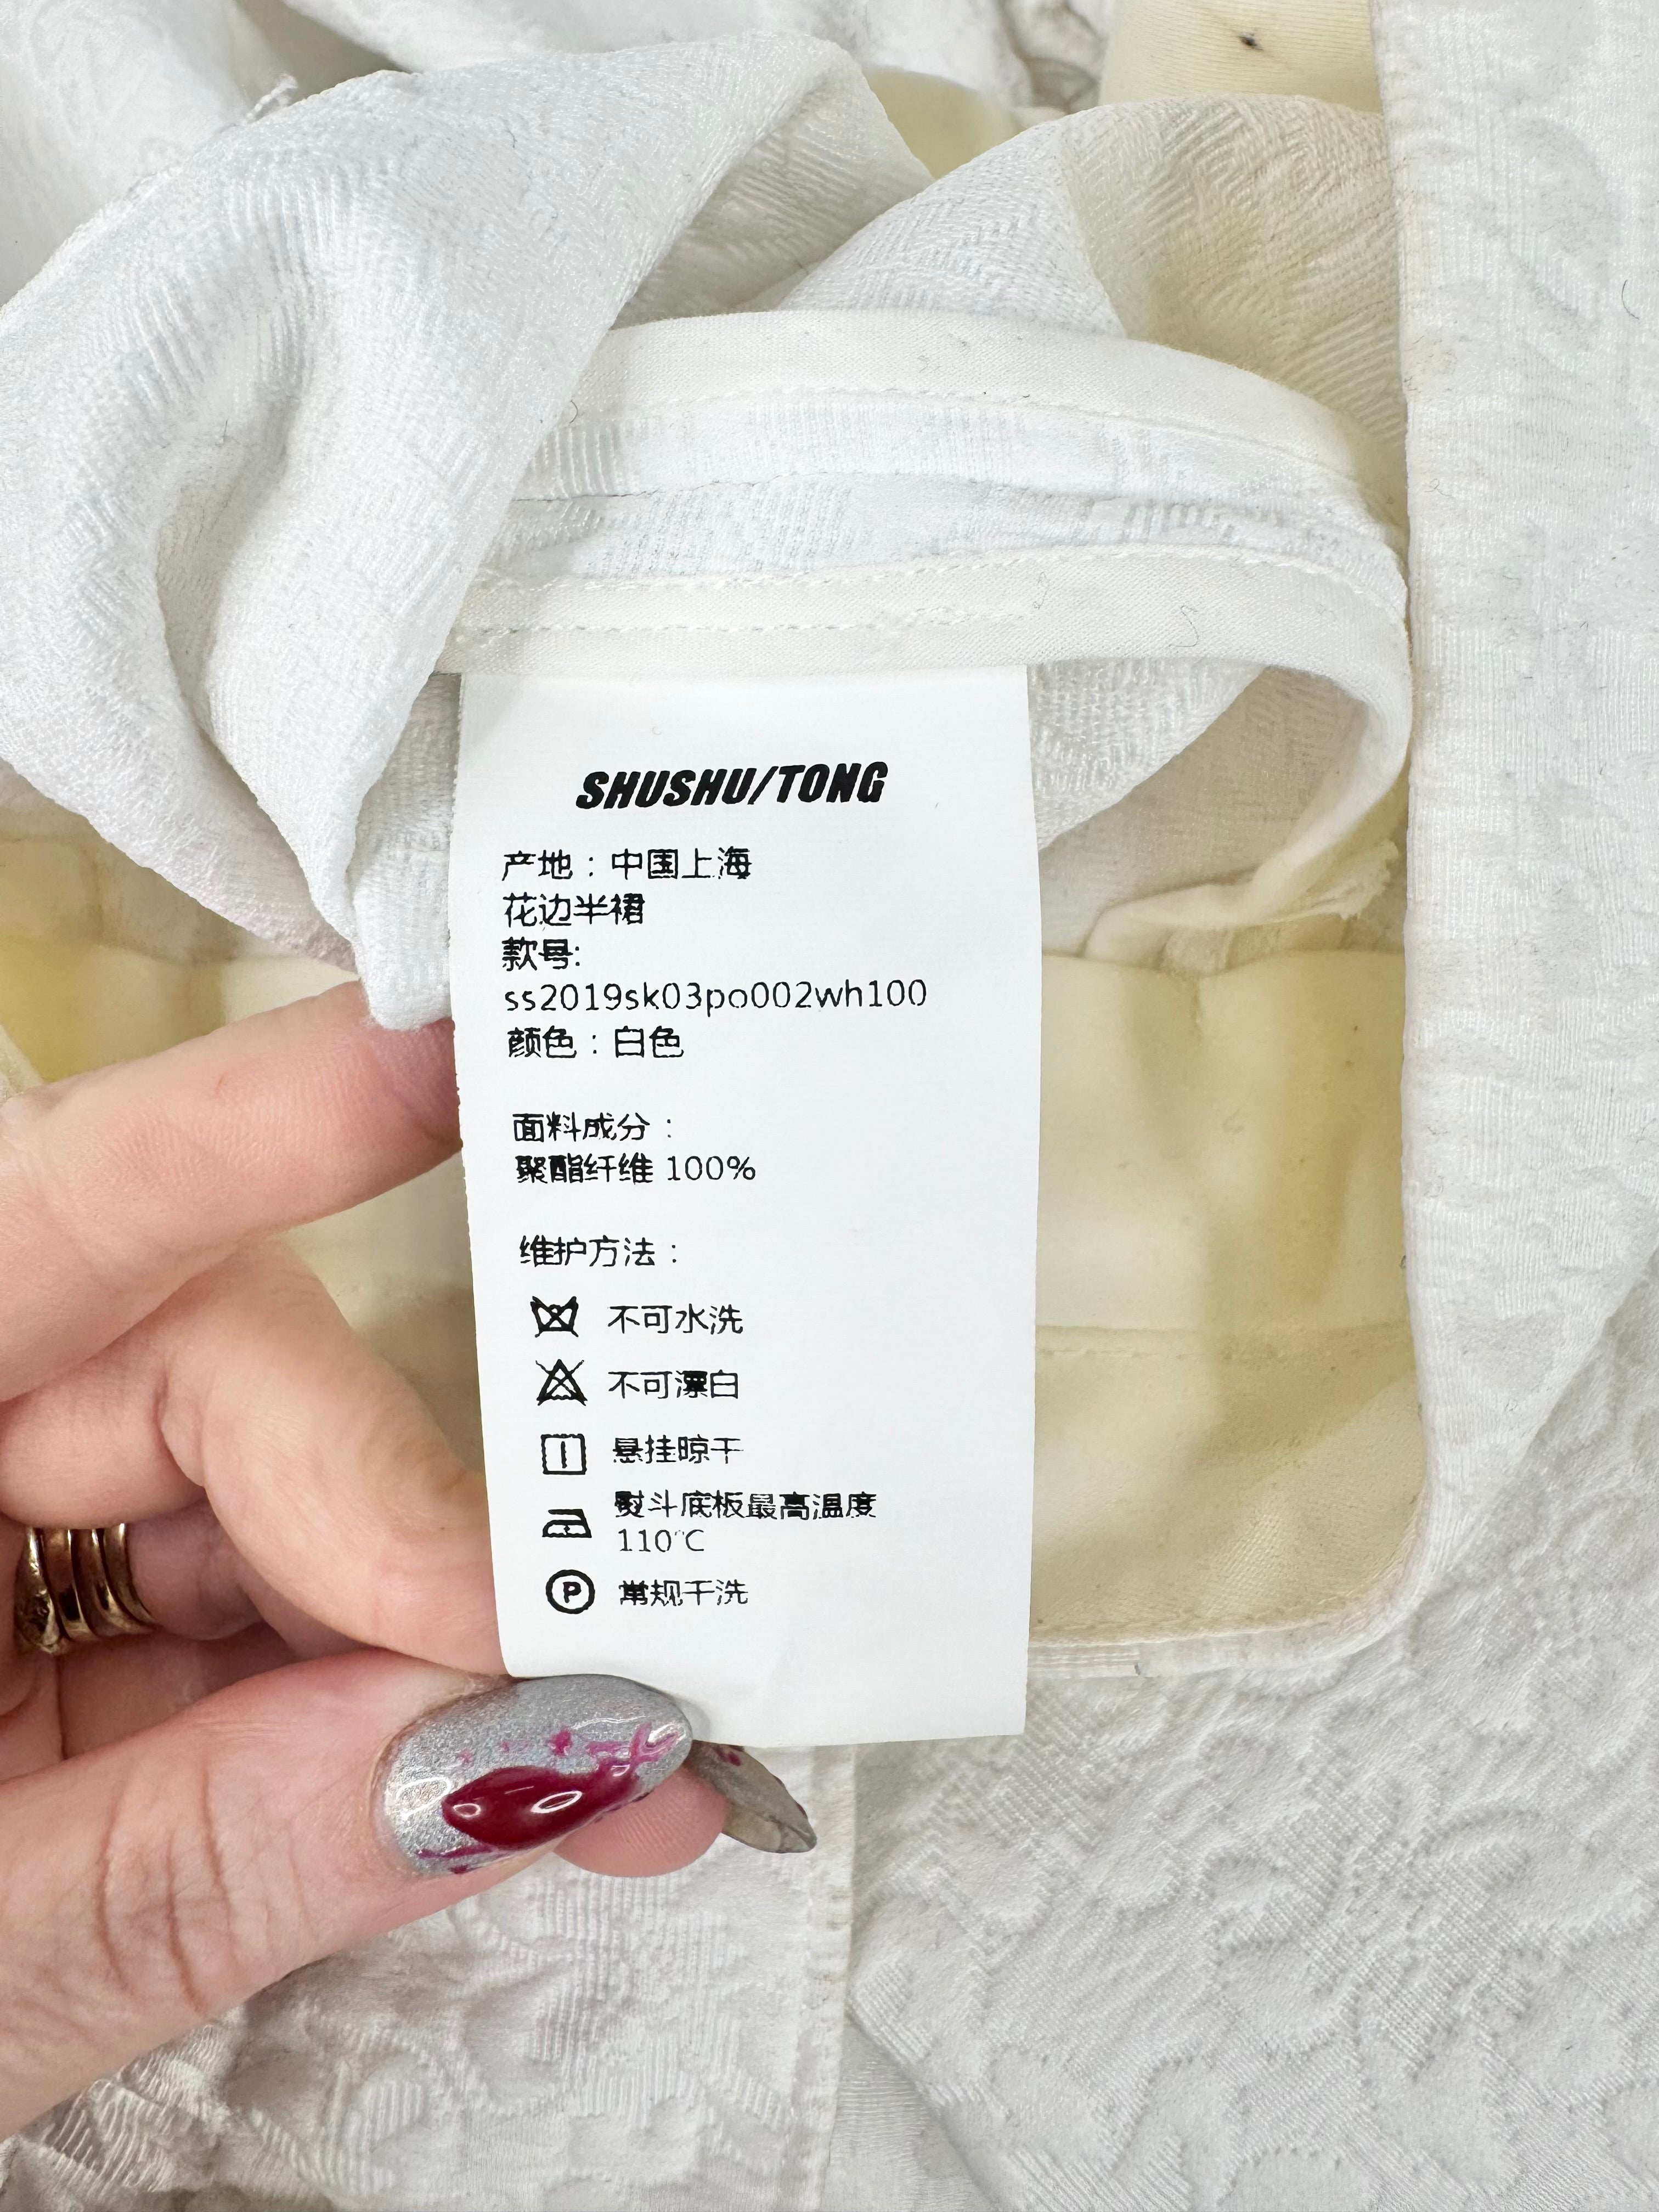 SHUSHU/TONG
产地：中国上海
花边半裙
款号:
ss2019sk03po002wh100
颜色：白色
面料成分：
聚酯纤维 100%
维护方法：
不可水洗
不可漂白
悬挂晾干
熨斗底板最高温度
110℃
P 常规干洗